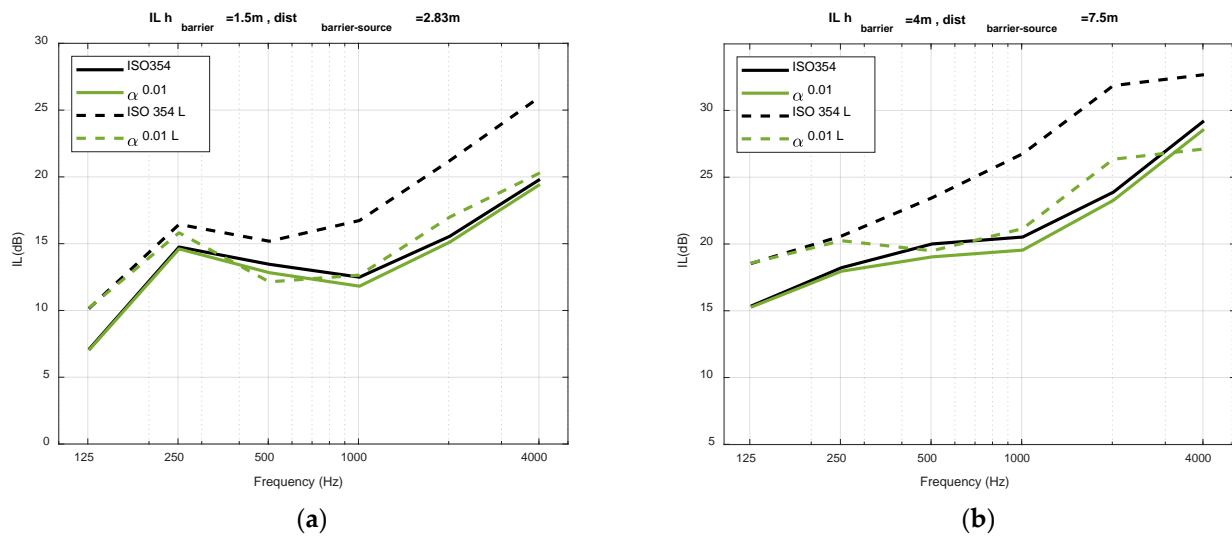 IL h barrier =1.5m , dist barrier-source =2.83m
30
25
20
15
10
5
0
IL(dB)
ISO354
α 0.01
ISO 354 L
α 0.01 L
125 250 500 1000 4000
Frequency (Hz)
(a)
IL h barrier =4m , dist barrier-source =7.5m
30
25
20
15
10
5
IL(dB)
ISO354
α 0.01
ISO 354 L
α 0.01 L
125 250 500 1000 4000
Frequency (Hz)
(b)